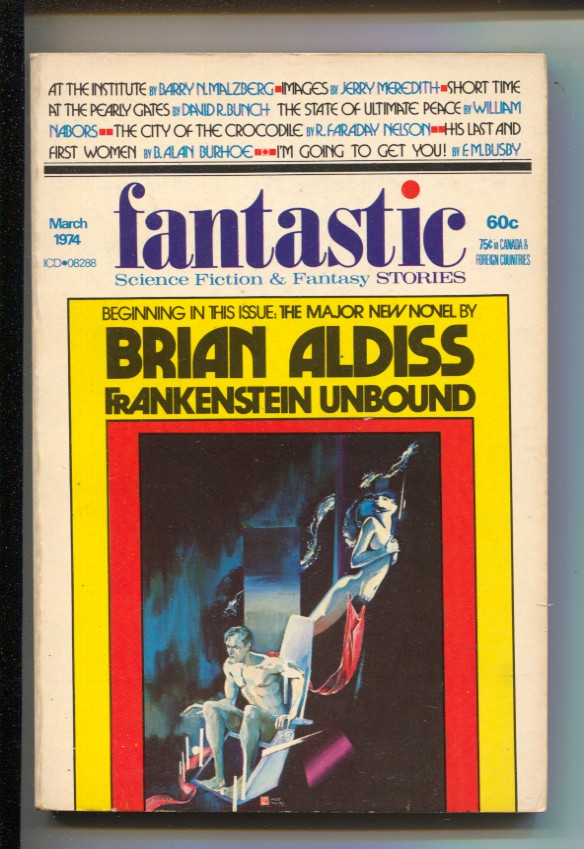 AT THE INSTITUTE BY BARRY N. MALZBERG ■ IMAGES BY JERRY MEREDITH ■ SHORT TIME
AT THE PEARLY GATES BY DAVID R. BUNCH THE STATE OF ULTIMATE PEACE BY WILLIAM
NABORS ■■ THE CITY OF THE CROCODILE BY R. FARADAY NELSON ■■ HIS LAST AND
FIRST WOMEN BY B. ALAN BURHOE ■■ I'M GOING TO GET YOU! BY F. M. BUSBY
March
1974
ICD●08288
fantastic
60c
75¢ in CANADA &
FOREIGN COUNTRIES
Science Fiction & Fantasy STORIES
BEGINNING IN THIS ISSUE: THE MAJOR NEW NOVEL BY
BRIAN ALDISS
FRANKENSTEIN UNBOUND